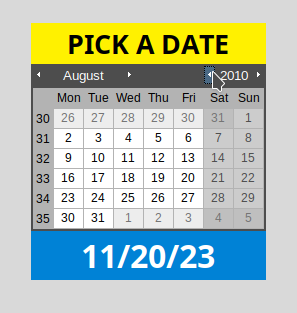 PICK A DATE
August 2010
Mon Tue Wed Thu Fri Sat Sun
30 26 27 28 29 30 31 1
31 2 3 4 5 6 7 8
32 9 10 11 12 13 14 15
33 16 17 18 19 20 21 22
34 23 24 25 26 27 28 29
35 30 31 1 2 3 4 5
11/20/23